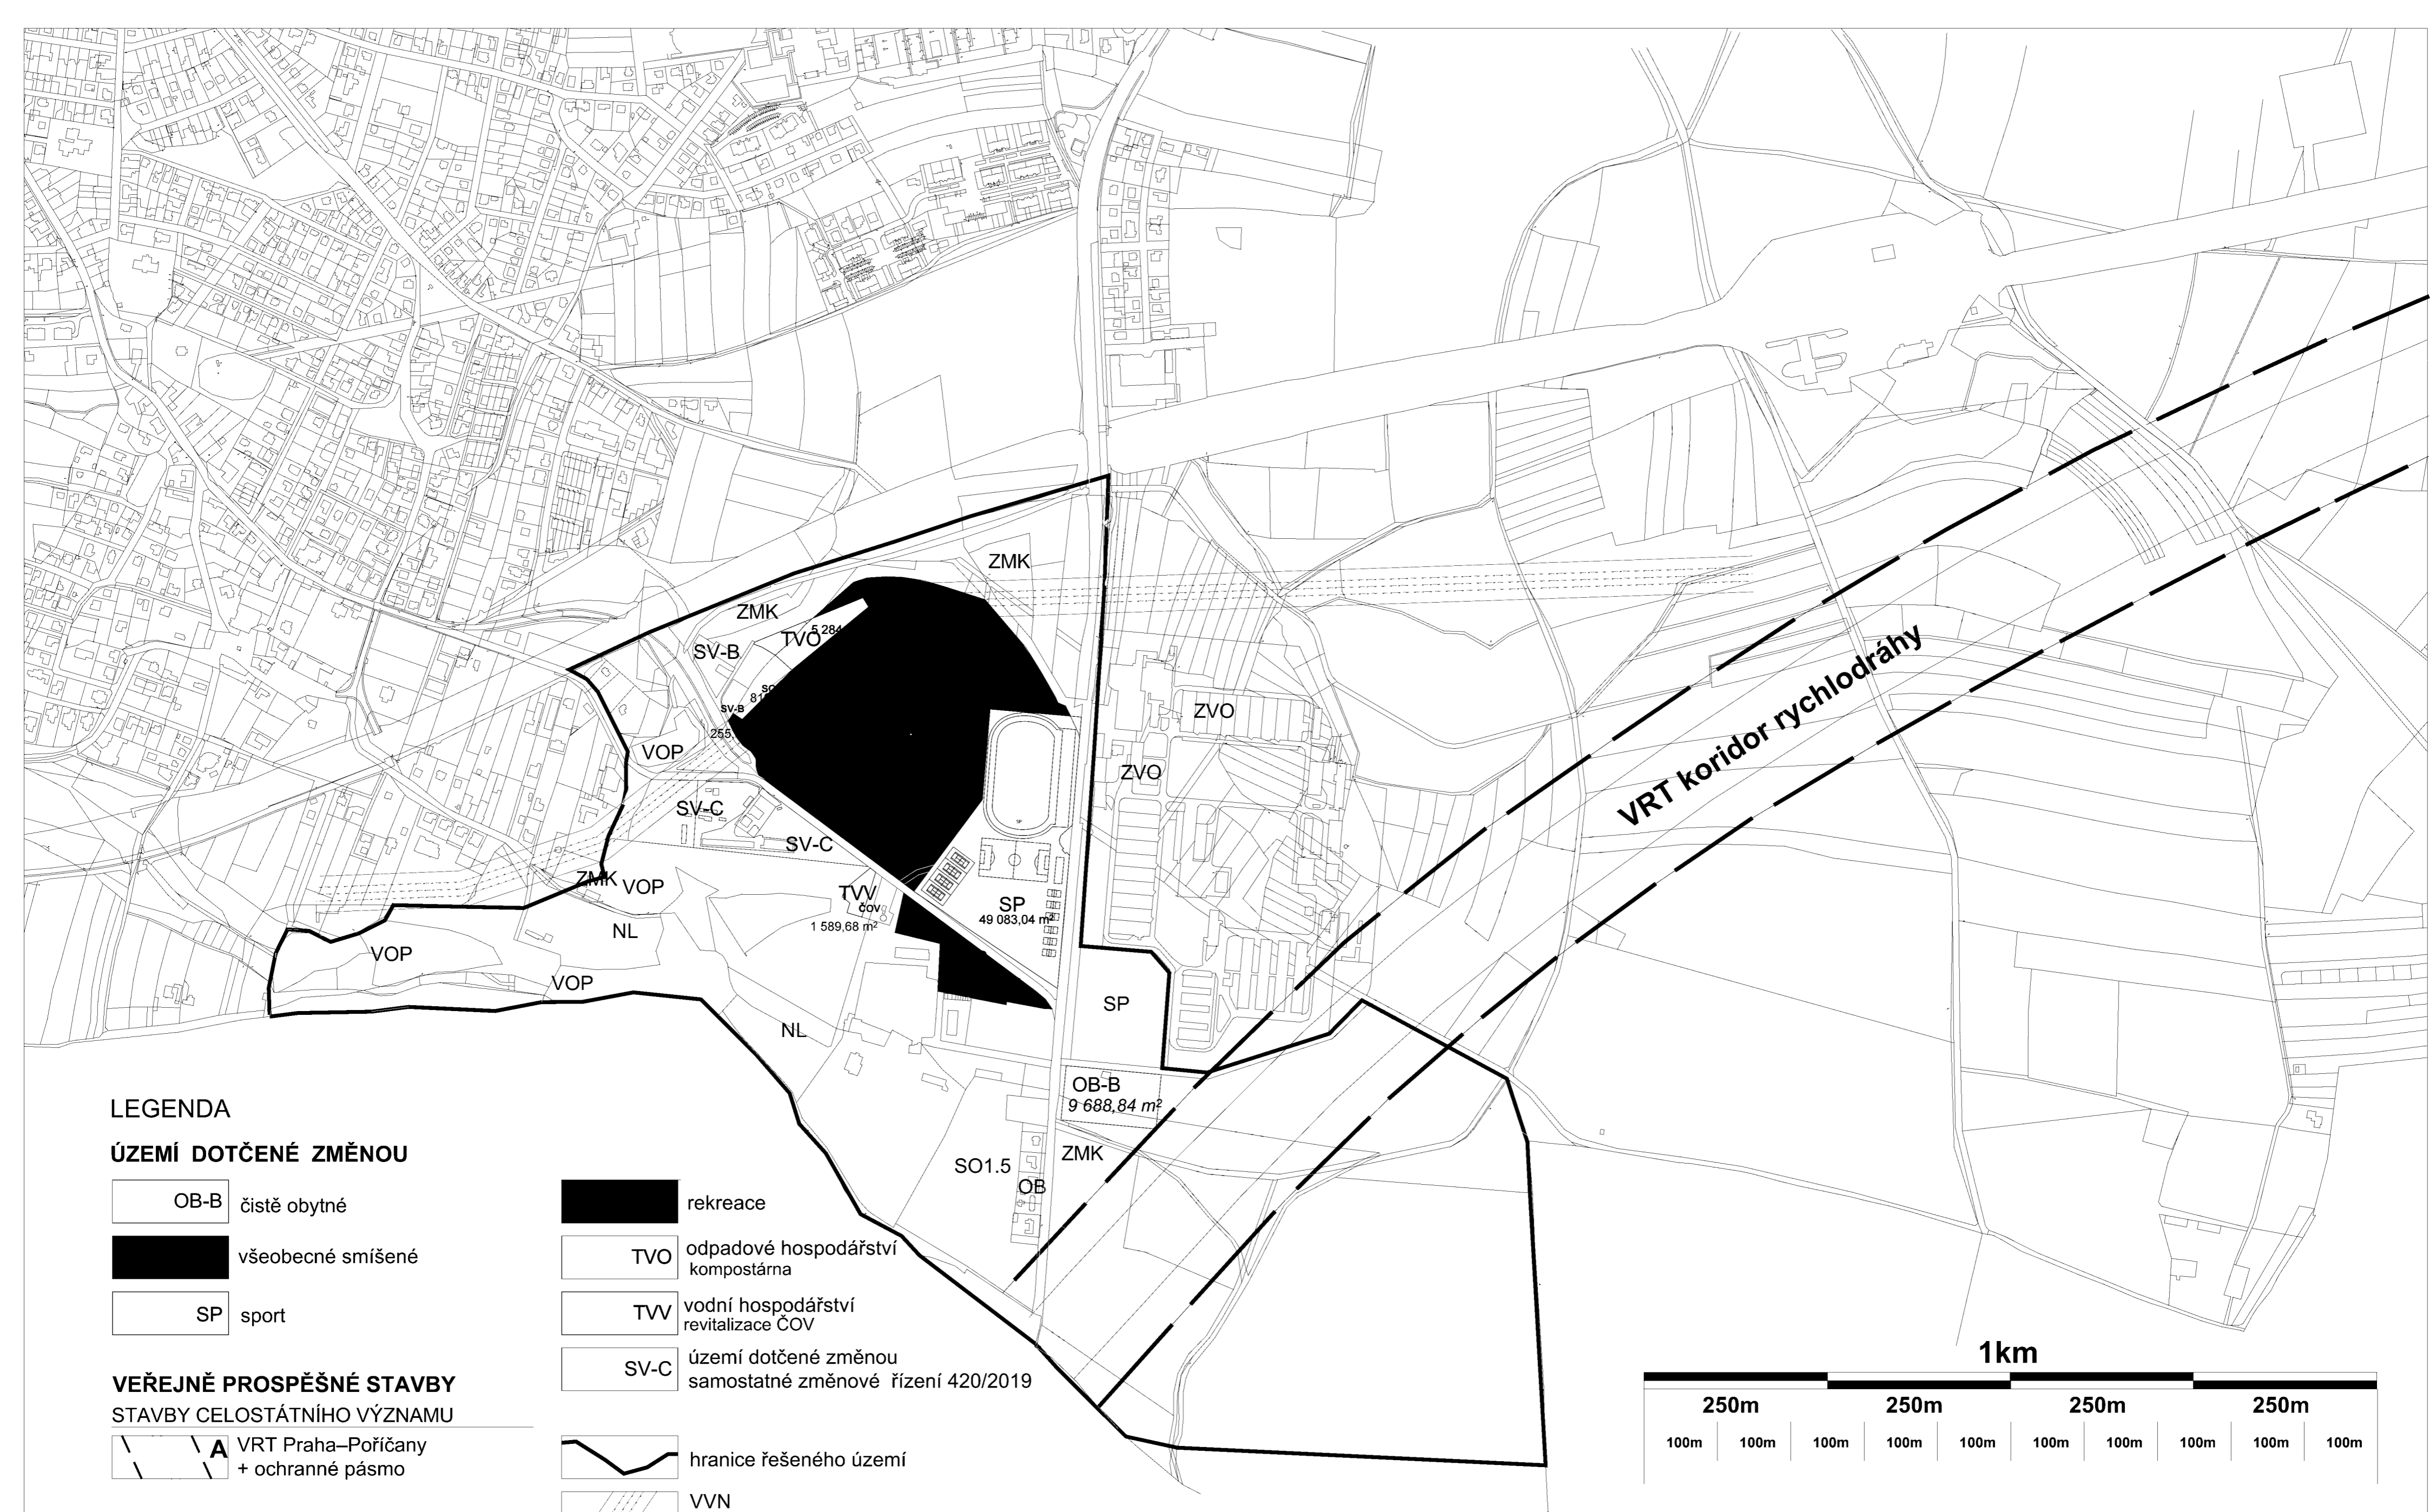 ZMK
ZMK
TVO
5 284
SV-B
SO
81
SV-B
255,
ZVO
VOP
ZVO
SV-C
SV-C
VRT koridor rychlodráhy
ZMK
VOP
TVV
ČOV
1 589,68 m²
SP
49 083,04 m²
NL
VOP
VOP
SP
NL
OB-B
9 688,84 m²
ZMK
SO1.5
OB
LEGENDA
ÚZEMÍ DOTČENÉ ZMĚNOU
OB-B čistě obytné
všeobecné smíšené
SP sport
VEŘEJNĚ PROSPĚŠNÉ STAVBY
STAVBY CELOSTÁTNÍHO VÝZNAMU
A VRT Praha–Poříčany
+ ochranné pásmo
rekreace
TVO odpadové hospodářství
kompostárna
TVV vodní hospodářství
revitalizace ČOV
SV-C území dotčené změnou
samostatné změnové řízení 420/2019
hranice řešeného území
VVN
1km
250m 250m 250m 250m
100m 100m 100m 100m 100m 100m 100m 100m 100m 100m